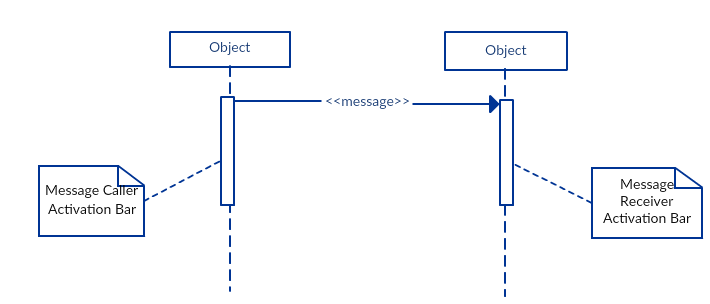 Object
Object
<<message>>
Message Caller
Activation Bar
Message
Receiver
Activation Bar